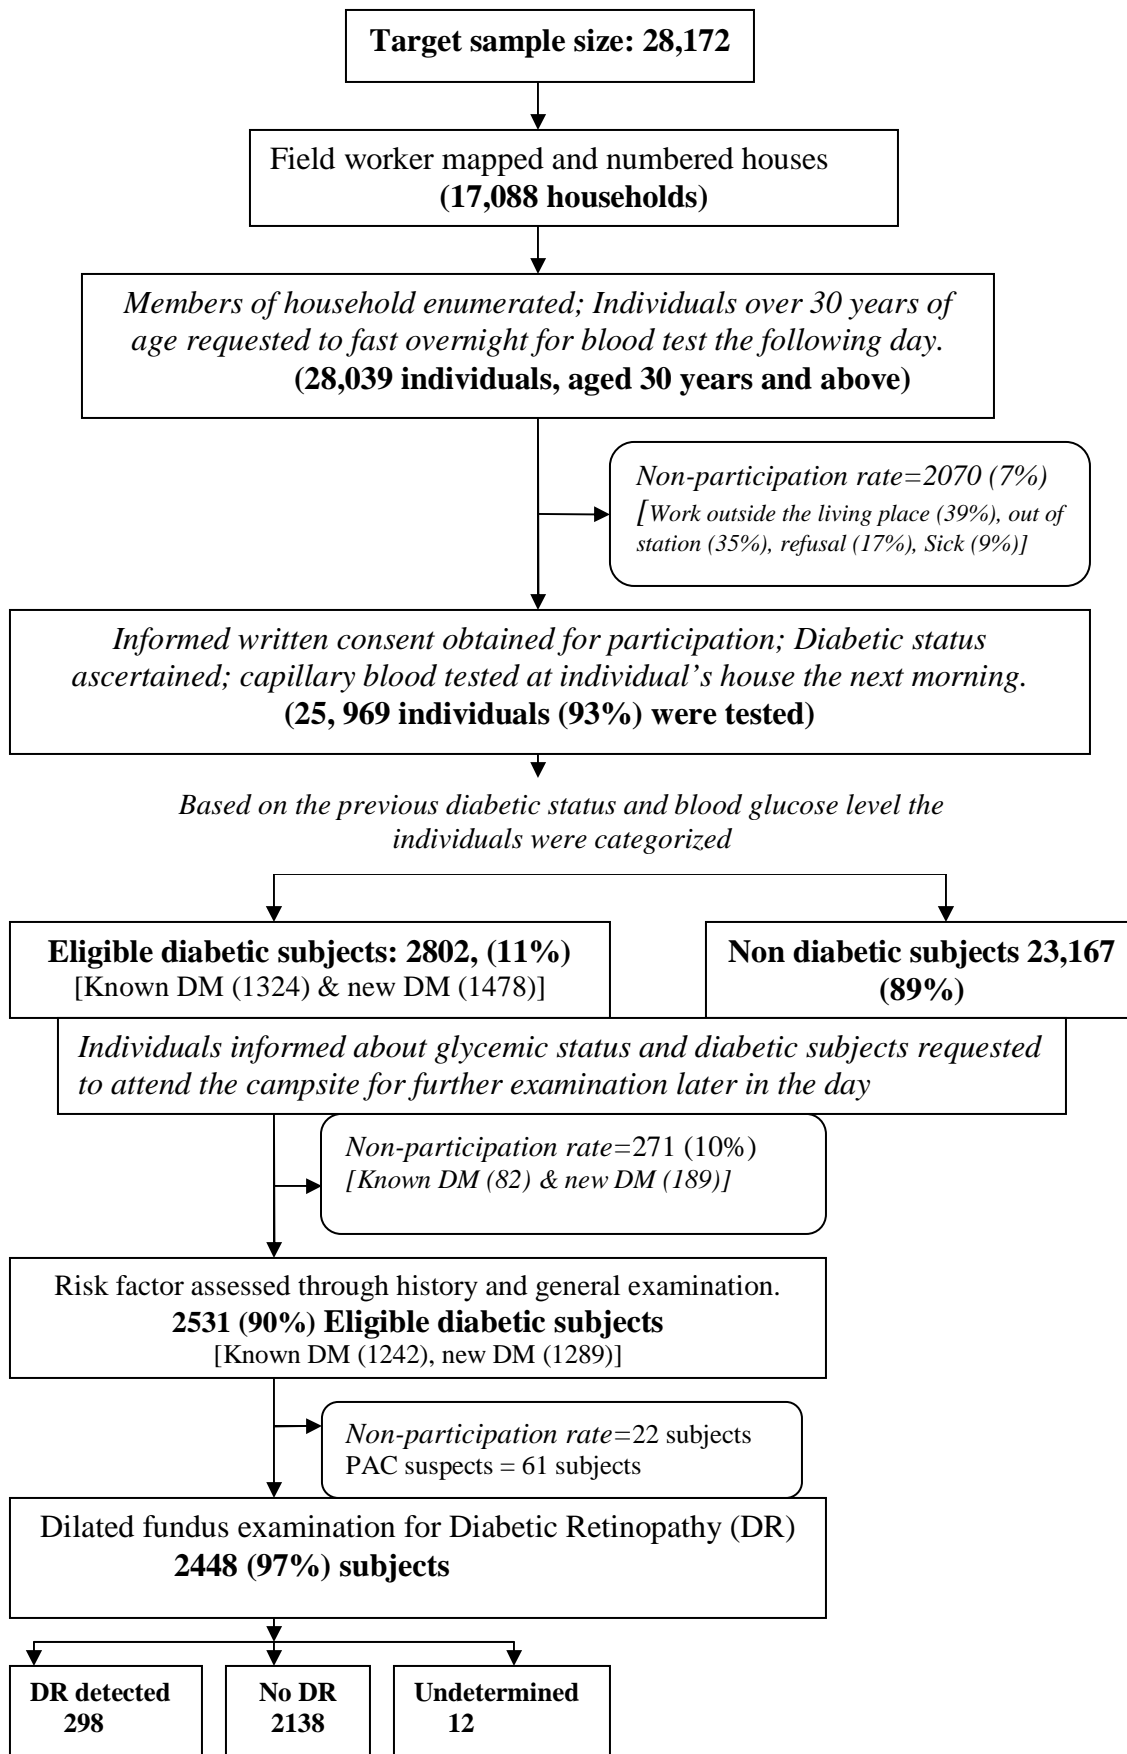 Target sample size: 28,172
Field worker mapped and numbered houses
(17,088 households)
Members of household enumerated; Individuals over 30 years of
age requested to fast overnight for blood test the following day.
(28,039 individuals, aged 30 years and above)
Non-participation rate=2070 (7%)
[Work outside the living place (39%), out of
station (35%), refusal (17%), Sick (9%)]
Informed written consent obtained for participation; Diabetic status
ascertained; capillary blood tested at individual's house the next morning.
(25, 969 individuals (93%) were tested)
Based on the previous diabetic status and blood glucose level the
individuals were categorized
Eligible diabetic subjects: 2802, (11%)
[Known DM (1324) & new DM (1478)]
Non diabetic subjects 23,167
(89%)
Individuals informed about glycemic status and diabetic subjects requested
to attend the campsite for further examination later in the day
Non-participation rate=271 (10%)
[Known DM (82) & new DM (189)]
Risk factor assessed through history and general examination.
2531 (90%) Eligible diabetic subjects
[Known DM (1242), new DM (1289)]
Non-participation rate=22 subjects
PAC suspects = 61 subjects
Dilated fundus examination for Diabetic Retinopathy (DR)
2448 (97%) subjects
DR detected
298
No DR
2138
Undetermined
12